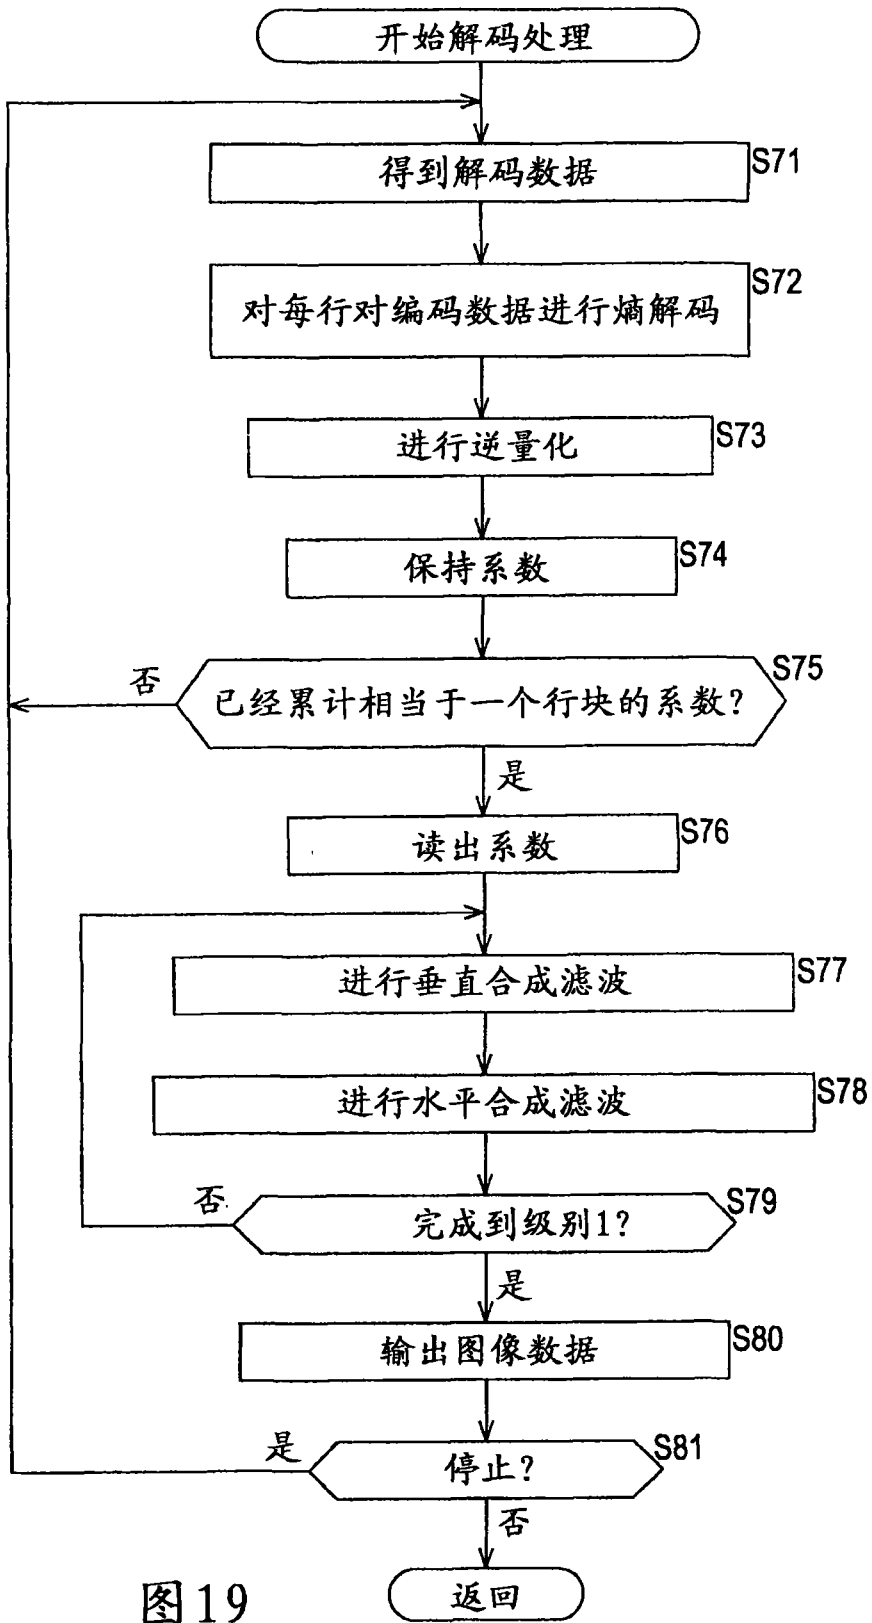 开始解码处理
得到解码数据
S71
对每行对编码数据进行熵解码
S72
进行逆量化
S73
保持系数
S74
否
已经累计相当于一个行块的系数？
S75
是
读出系数
S76
进行垂直合成滤波
S77
进行水平合成滤波
S78
否
完成到级别1？
S79
是
输出图像数据
S80
是
停止？
S81
否
返回
图19